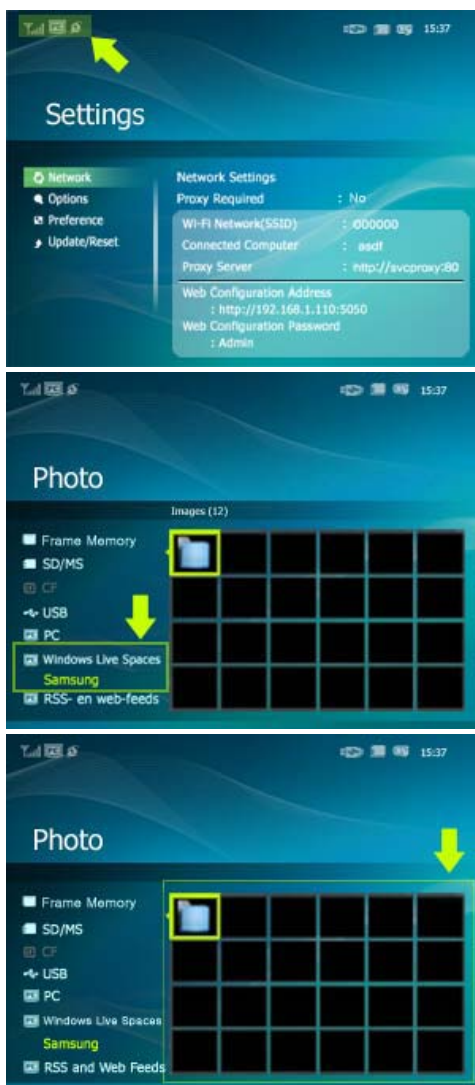 15:37
Settings
Network
Options
Preference
Update/Reset
Network Settings
Proxy Required : No
Wi-Fi Network(SSID) : 000000
Connected Computer : asdf
Proxy Server : http://svcproxy:80
Web Configuration Address
: http://192.168.1.110:5050
Web Configuration Password
: Admin
15:37
Photo
Images (12)
Frame Memory
SD/MS
CF
USB
PC
Windows Live Spaces
Samsung
RSS- en web-feeds
15:37
Photo
Frame Memory
SD/MS
CF
USB
PC
Windows Live Spaces
Samsung
RSS and Web Feeds